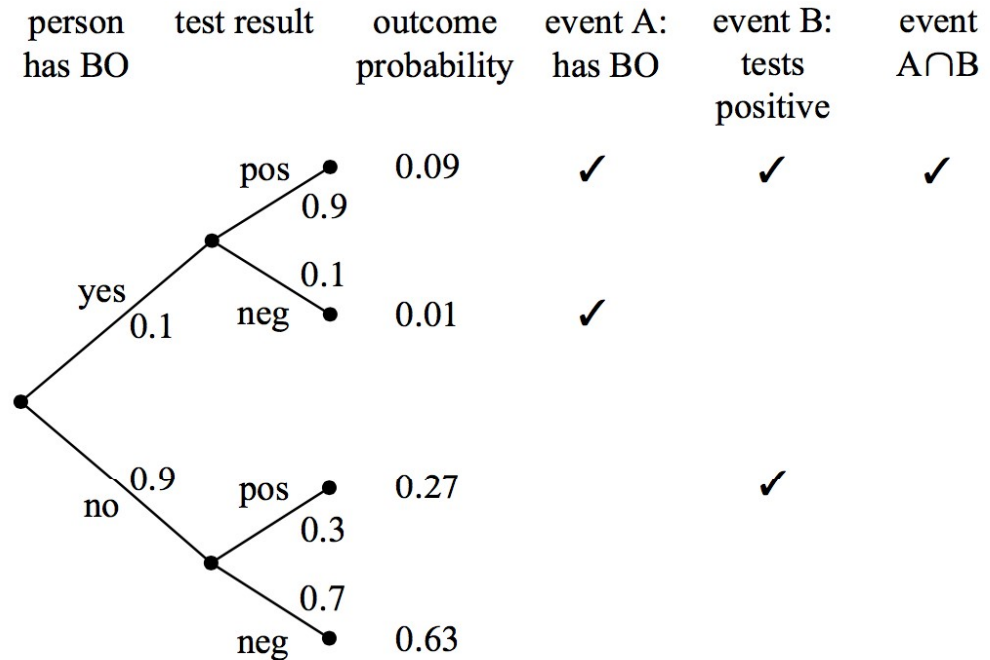 person test result outcome event A: event B: event
has BO probability has BO tests A∩B
positive
pos 0.09 ✓ ✓ ✓
0.9
yes 0.1
0.1 neg 0.01 ✓
0.9 pos 0.27 ✓
no 0.3
0.7
neg 0.63